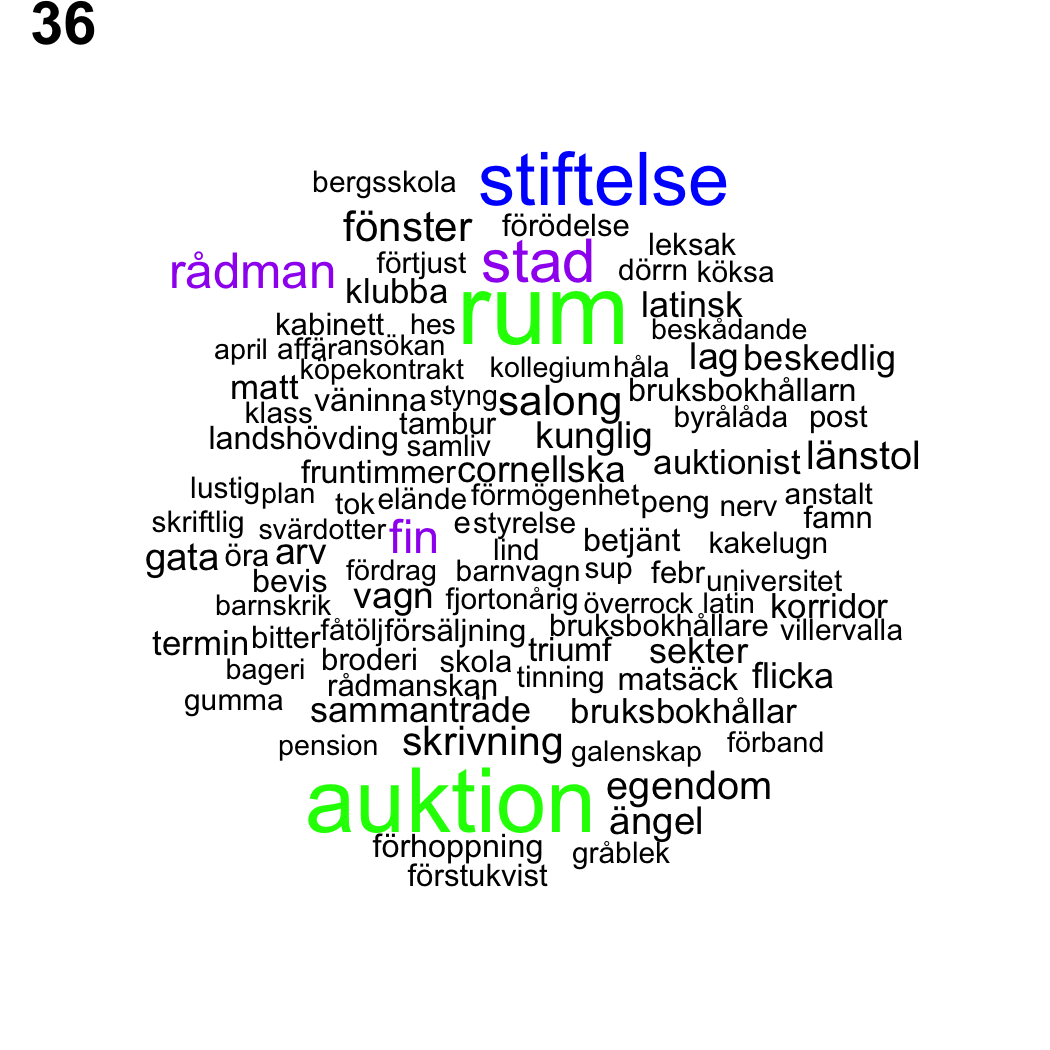 36
bergsskola stiftelse
fönster förödelse
leksak
rådman förtjust stad dörrn köksa
klubba rum latinsk
kabinett hes beskådande
april affär ansökan
köpekontrakt kollegium håla lag beskedlig
matt väninna styng salong bruksbokhållarn
klass tambur byrålåda post
landshövding samliv kunglig
fruntimmer cornellska auktionist länstol
lustig plan tok elände förmögenhet peng nerv anstalt
skriftlig svärdotter fin e styrelse famn
gata öra arv lind betjänt kakelugn
bevis fördrag barnvagn sup febr universitet
barnskrik vagn fjortonårig överrock latin korridor
termin bitter fåtölj försäljning bruksbokhållare villervalla
bageri broderi skola triumf sekter
rådmanskan tinning matsäck flicka
gumma sammanträde bruksbokhållar
pension skrivning galenskap förband
auktion egendom
ängel
förhoppning gråblek
förstukvist